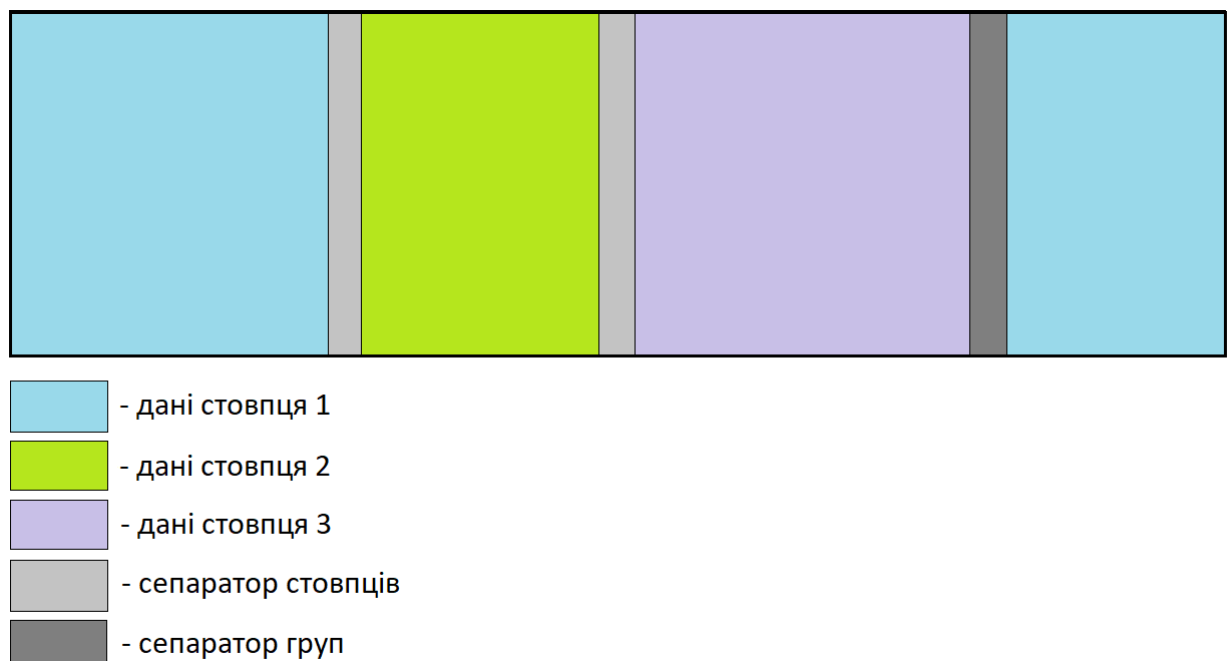 - дані стовпця 1
- дані стовпця 2
- дані стовпця 3
- сепаратор стовпців
- сепаратор груп